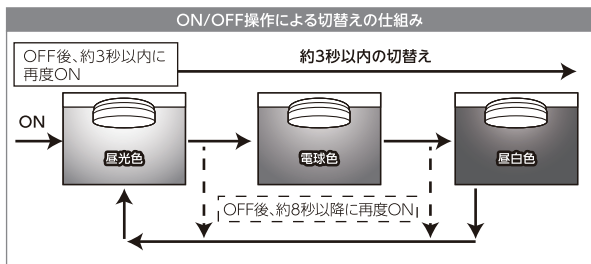 ON/OFF操作による切替えの仕組み
OFF後、約3秒以内に
再度ON
約3秒以内の切替え
ON
昼光色
電球色
昼白色
OFF後、約8秒以降に再度ON